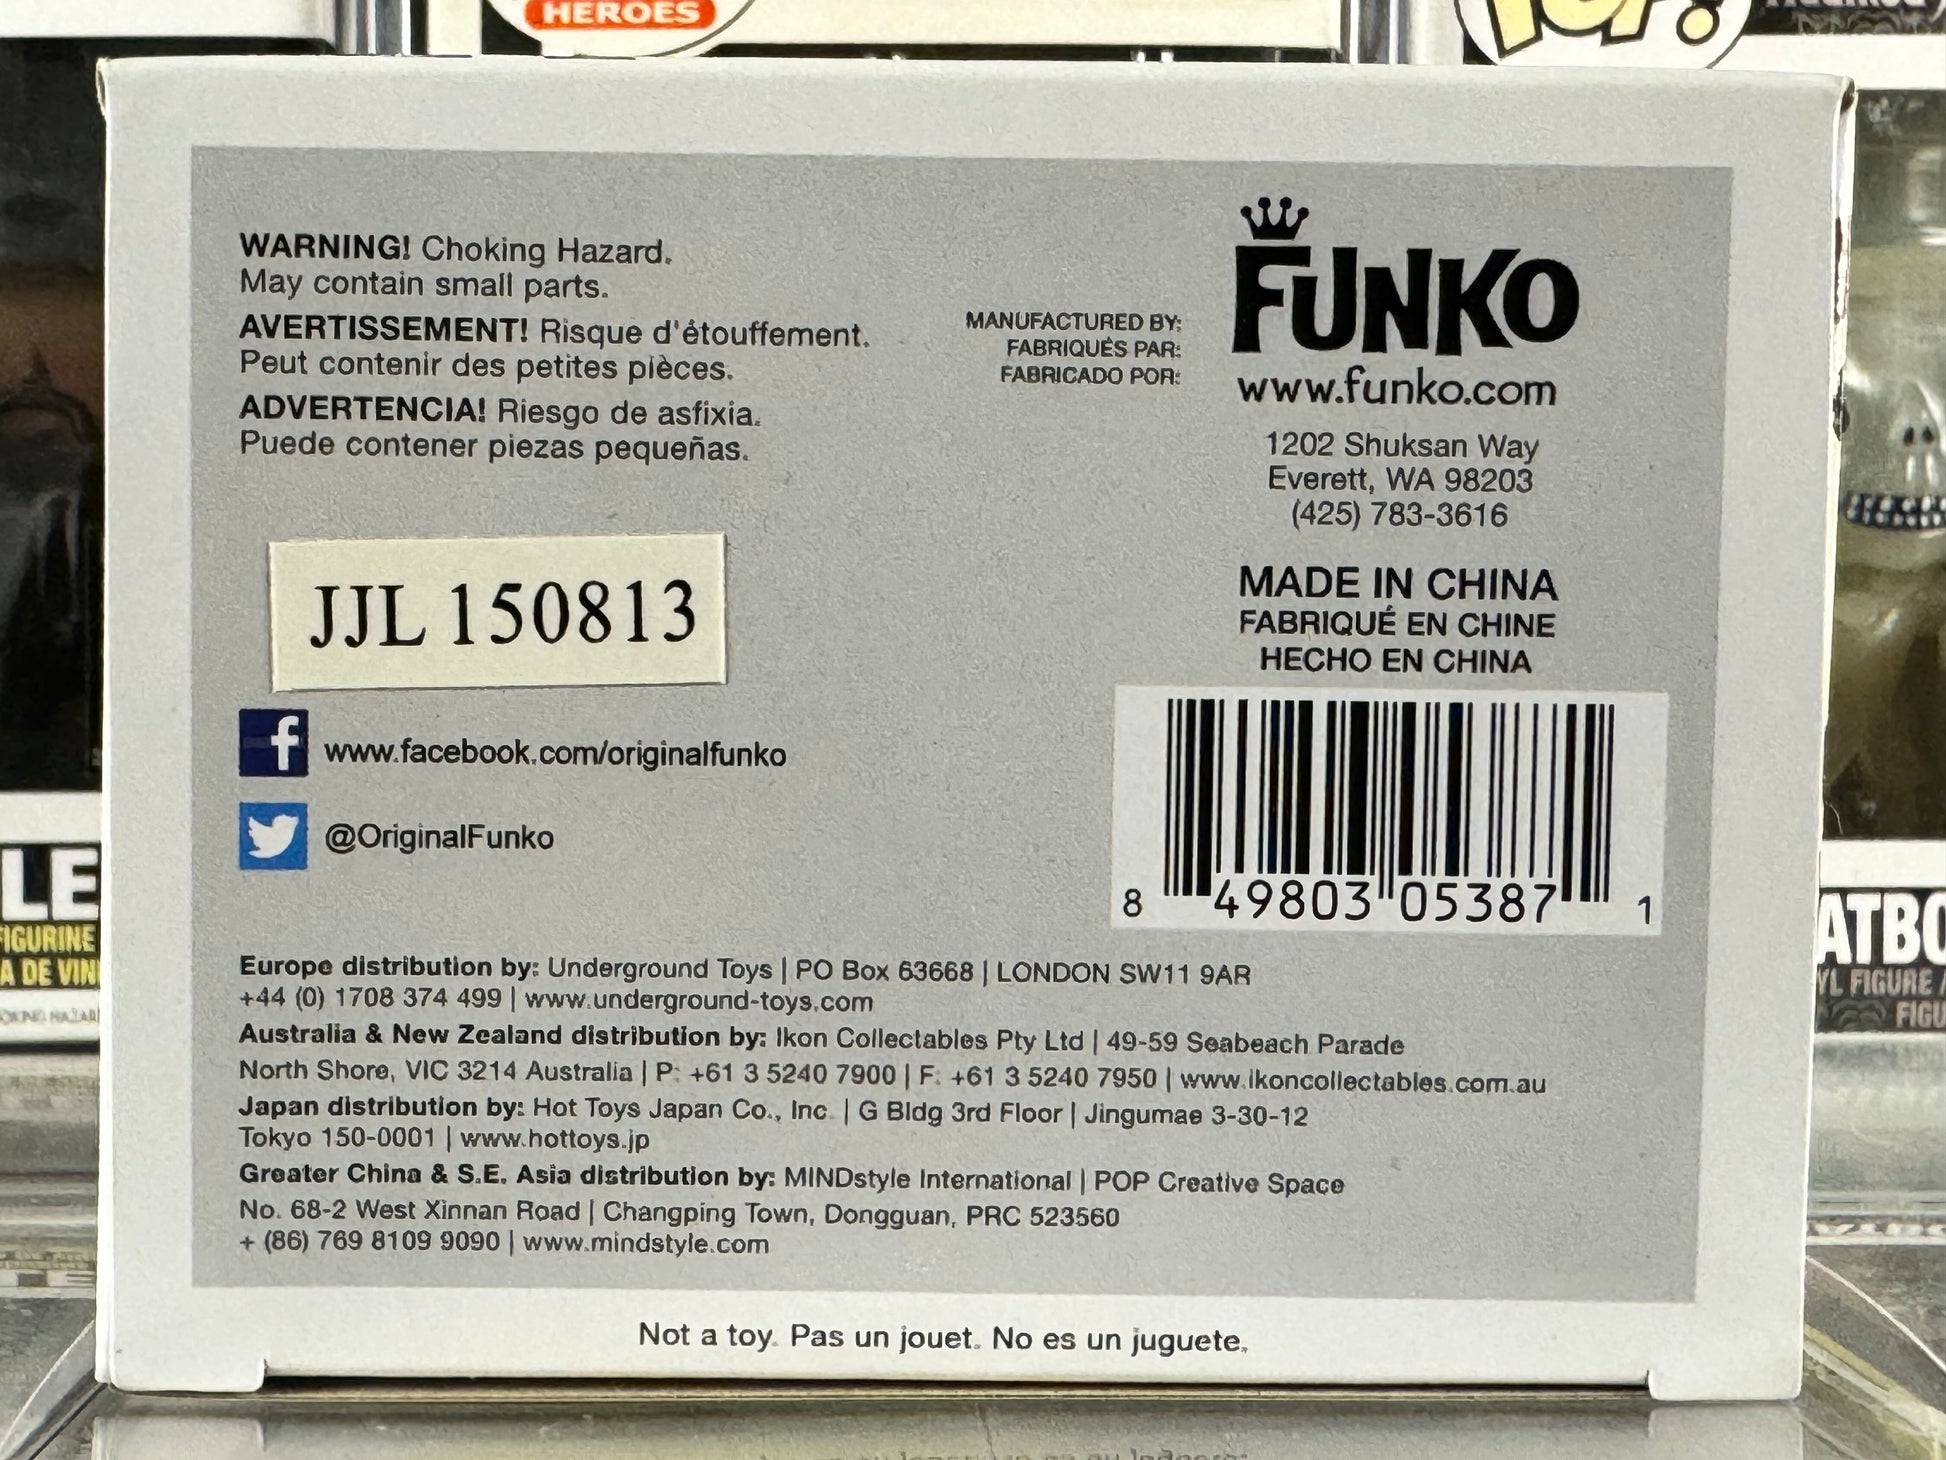 HEROES
POP!
WARNING! Choking Hazard.
May contain small parts.
AVERTISSEMENT! Risque d'étouffement.
Peut contenir des petites pièces.
ADVERTENCIA! Riesgo de asfixia.
Puede contener piezas pequeñas.
MANUFACTURED BY:
FABRIQUÉS PAR:
FABRICADO POR:
FUNKO
www.funko.com
1202 Shuksan Way
Everett, WA 98203
(425) 783-3616
MADE IN CHINA
FABRIQUÉ EN CHINE
HECHO EN CHINA
JJL 150813
f www.facebook.com/originalfunko
@OriginalFunko
8 49803 05387 1
Europe distribution by: Underground Toys | PO Box 63668 | LONDON SW11 9AR
+44 (0) 1708 374 499 | www.underground-toys.com
Australia & New Zealand distribution by: Ikon Collectables Pty Ltd | 49-59 Seabeach Parade
North Shore, VIC 3214 Australia | P: +61 3 5240 7900 | F: +61 3 5240 7950 | www.ikoncollectables.com.au
Japan distribution by: Hot Toys Japan Co., Inc. | G Bldg 3rd Floor | Jingumae 3-30-12
Tokyo 150-0001 | www.hottoys.jp
Greater China & S.E. Asia distribution by: MINDstyle International | POP Creative Space
No. 68-2 West Xinnan Road | Changping Town, Dongguan, PRC 523560
+ (86) 769 8109 9090 | www.mindstyle.com
Not a toy. Pas un jouet. No es un juguete.
LE
FIGURINE
A DE VIN
ATBO
YL FIGURE /
FIGU